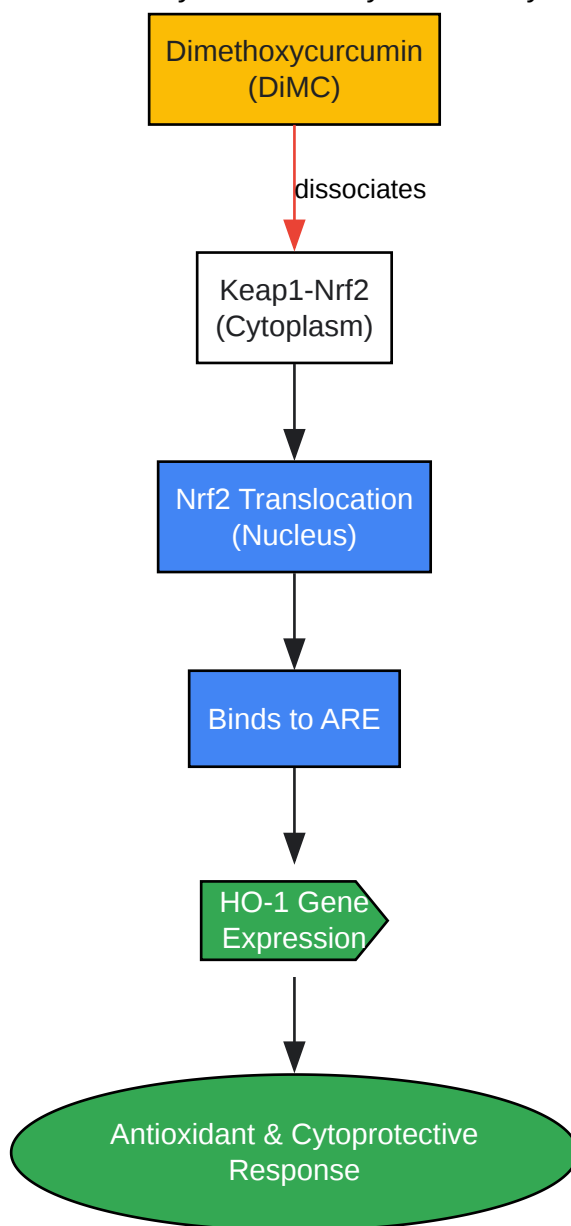 Dimethoxycurcumin
(DiMC)
dissociates
Keap1-Nrf2
(Cytoplasm)
Nrf2 Translocation
(Nucleus)
Binds to ARE
HO-1 Gene
Expression
Antioxidant & Cytoprotective
Response